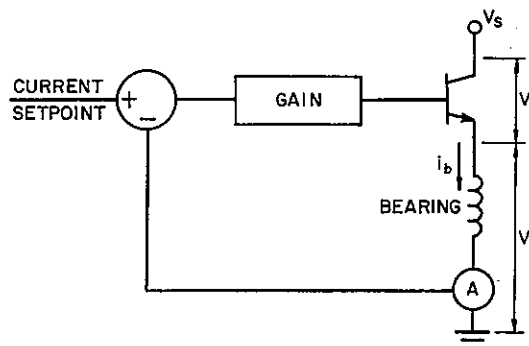 Vs
CURRENT
SETPOINT
+
−
GAIN
V
ib
BEARING
V
A